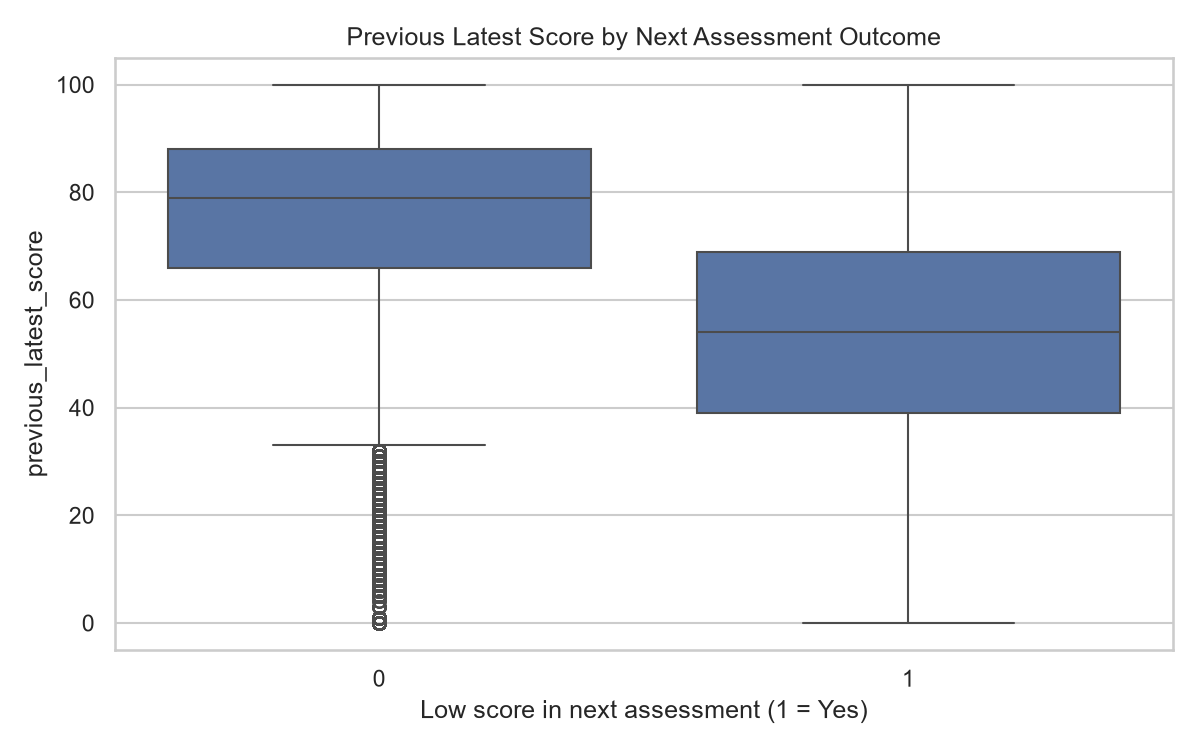 Previous Latest Score by Next Assessment Outcome
previous_latest_score
100
80
60
40
20
0
0
1
Low score in next assessment (1 = Yes)